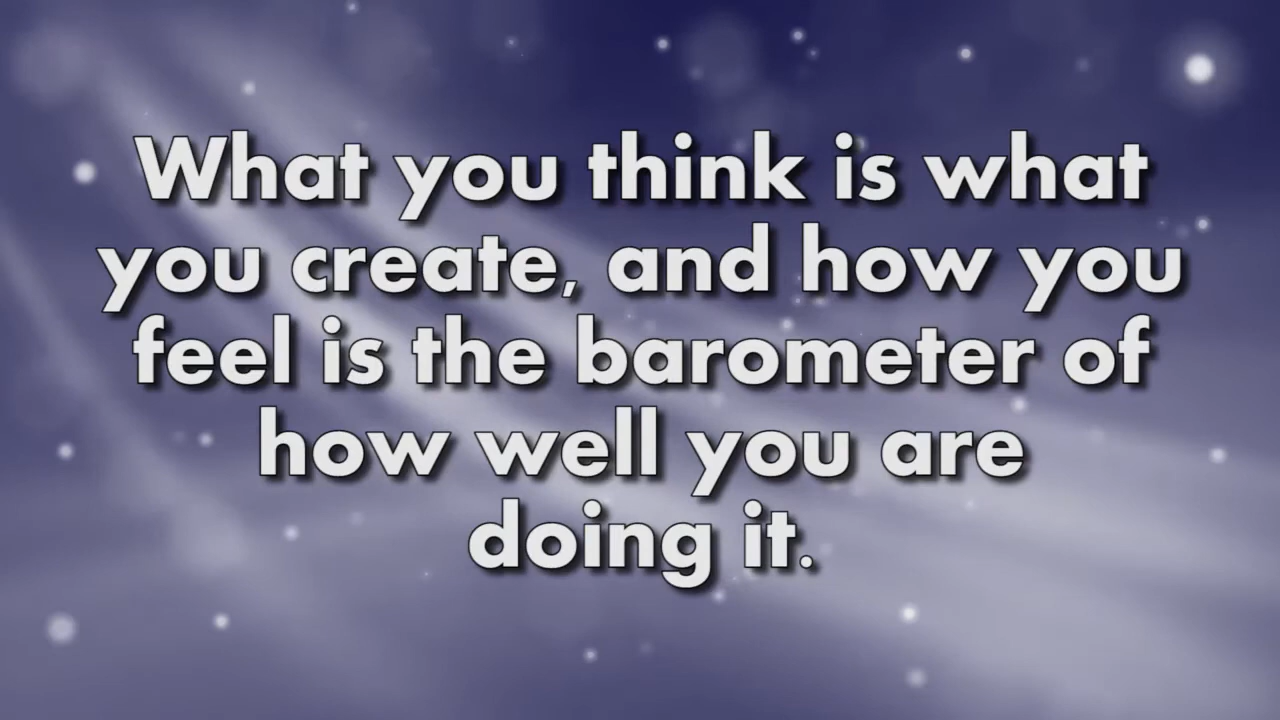 What you think is what
you create, and how you
feel is the barometer of
how well you are
doing it.